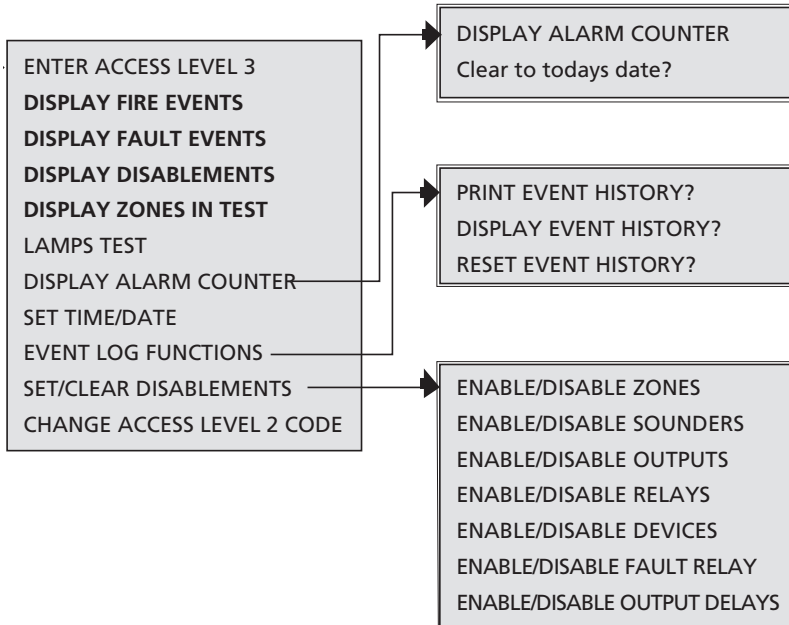 ENTER ACCESS LEVEL 3
DISPLAY FIRE EVENTS
DISPLAY FAULT EVENTS
DISPLAY DISABLEMENTS
DISPLAY ZONES IN TEST
LAMPS TEST
DISPLAY ALARM COUNTER
SET TIME/DATE
EVENT LOG FUNCTIONS
SET/CLEAR DISABLEMENTS
CHANGE ACCESS LEVEL 2 CODE
DISPLAY ALARM COUNTER
Clear to todays date?
PRINT EVENT HISTORY?
DISPLAY EVENT HISTORY?
RESET EVENT HISTORY?
ENABLE/DISABLE ZONES
ENABLE/DISABLE SOUNDERS
ENABLE/DISABLE OUTPUTS
ENABLE/DISABLE RELAYS
ENABLE/DISABLE DEVICES
ENABLE/DISABLE FAULT RELAY
ENABLE/DISABLE OUTPUT DELAYS